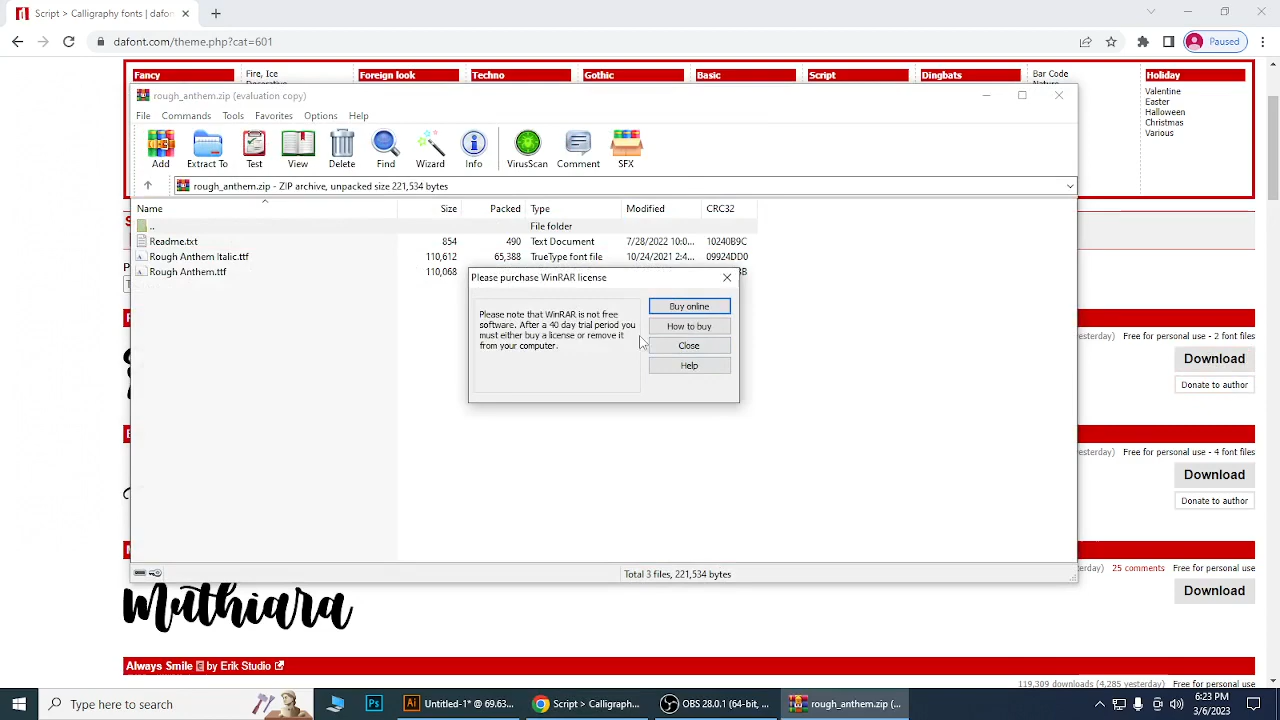 Script > Calligraphy fonts | dafon
dafont.com/theme.php?cat=601
Paused
Fancy
Fire, Ice
Foreign look
Techno
Gothic
Basic
Script
Dingbats
Bar Code
Holiday
Valentine
Easter
Halloween
Christmas
Various
rough_anthem.zip (evaluation copy)
File Commands Tools Favorites Options Help
Add Extract To Test View Delete Find Wizard Info VirusScan Comment SFX
rough_anthem.zip - ZIP archive, unpacked size 221,534 bytes
Name Size Packed Type Modified CRC32
.. File folder
Readme.txt 854 490 Text Document 7/28/2022 10:0... 10240B9C
Rough Anthem Italic.ttf 110,612 65,388 TrueType font file 10/24/2021 2:4... 09924DD0
Rough Anthem.ttf 110,068
Please purchase WinRAR license
Please note that WinRAR is not free
software. After a 40 day trial period you
must either buy a license or remove it
from your computer.
Buy online
How to buy
Close
Help
Total 3 files, 221,534 bytes
yesterday) Free for personal use - 2 font files
Download
Donate to author
yesterday) Free for personal use - 4 font files
Download
Donate to author
25 comments Free for personal use
Download
Muthiara
Always Smile € by Erik Studio
119,309 downloads (4,285 yesterday) Free for personal use
Type here to search
Ps
Ai Untitled-1* @ 69.63...
Script > Calligraph...
OBS 28.0.1 (64-bit, ...
rough_anthem.zip (...
6:23 PM
3/6/2023